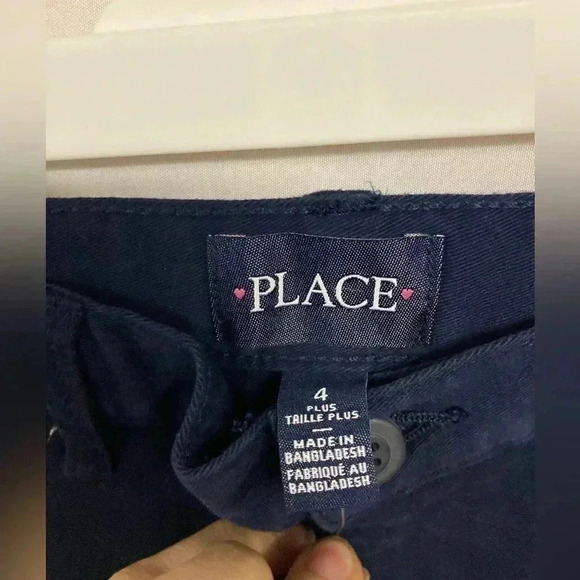 PLACE
4
PLUS
TAILLE PLUS
MADE IN
BANGLADESH
FABRIQUÉ AU
BANGLADESH